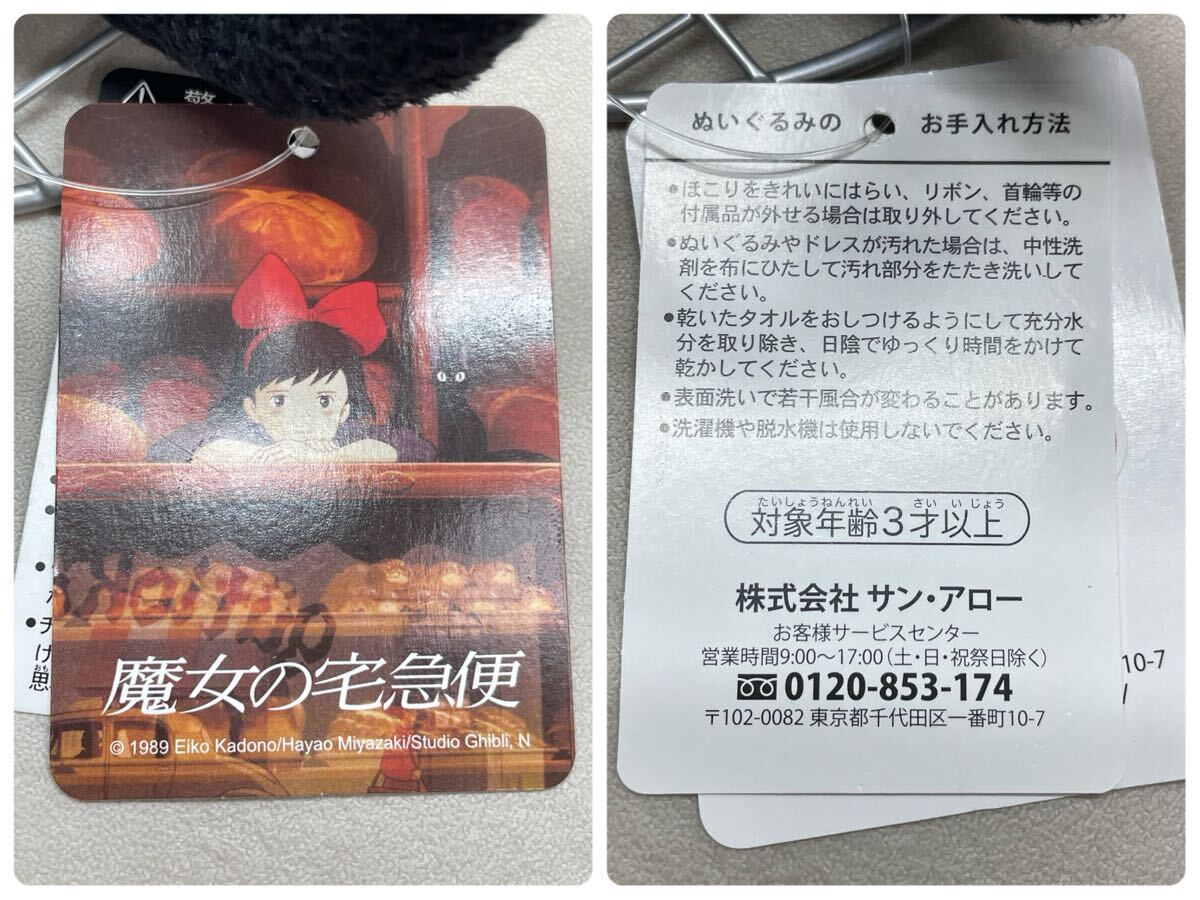 警
魔女の宅急便
© 1989 Eiko Kadono/Hayao Miyazaki/Studio Ghibli, N
思
おも
ぬいぐるみの お手入れ方法
●ほこりをきれいにはらい、リボン、首輪等の
付属品が外せる場合は取り外してください。
●ぬいぐるみやドレスが汚れた場合は、中性洗
剤を布にひたして汚れ部分をたたき洗いして
ください。
●乾いたタオルをおしつけるようにして充分水
分を取り除き、日陰でゆっくり時間をかけて
乾かしてください。
●表面洗いで若干風合が変わることがあります。
●洗濯機や脱水機は使用しないでください。
たいしょうねんれい さい い じょう
対象年齢3才以上
株式会社 サン・アロー
お客様サービスセンター
営業時間9:00〜17:00(土・日・祝祭日除く)
0120-853-174
〒102-0082 東京都千代田区一番町10-7
10-7